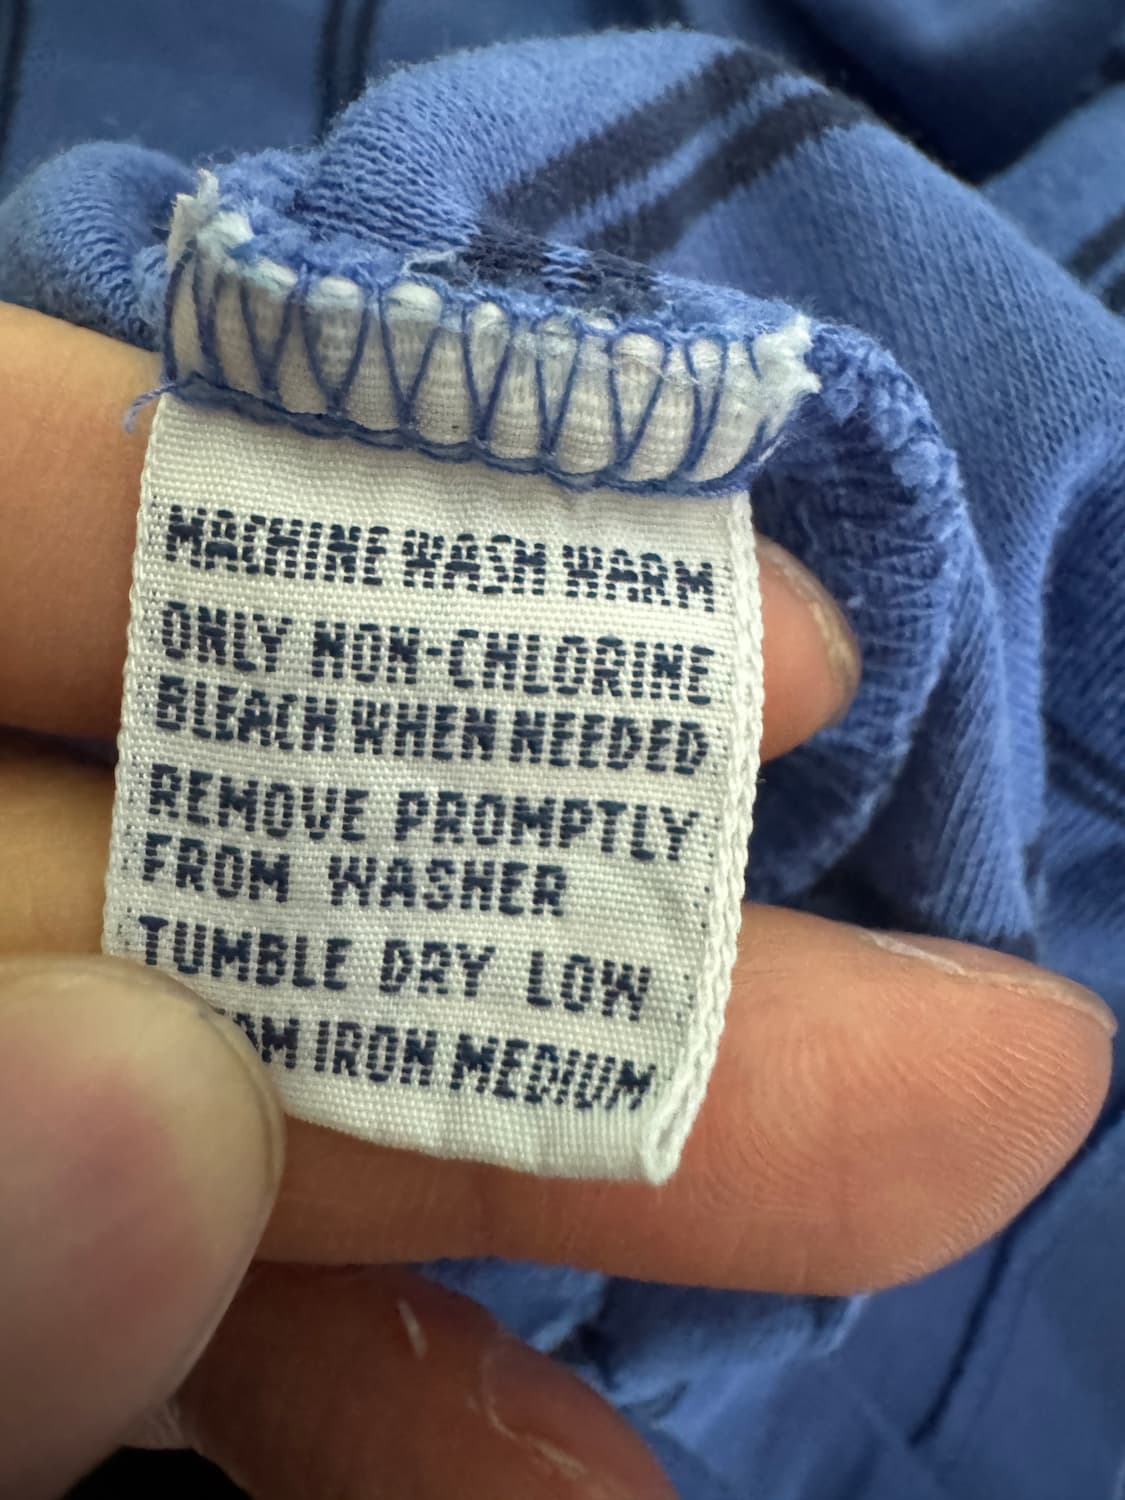 MACHINE WASH WARM
ONLY NON-CHLORINE
BLEACH WHEN NEEDED
REMOVE PROMPTLY
FROM WASHER
TUMBLE DRY LOW
IRON MEDIUM